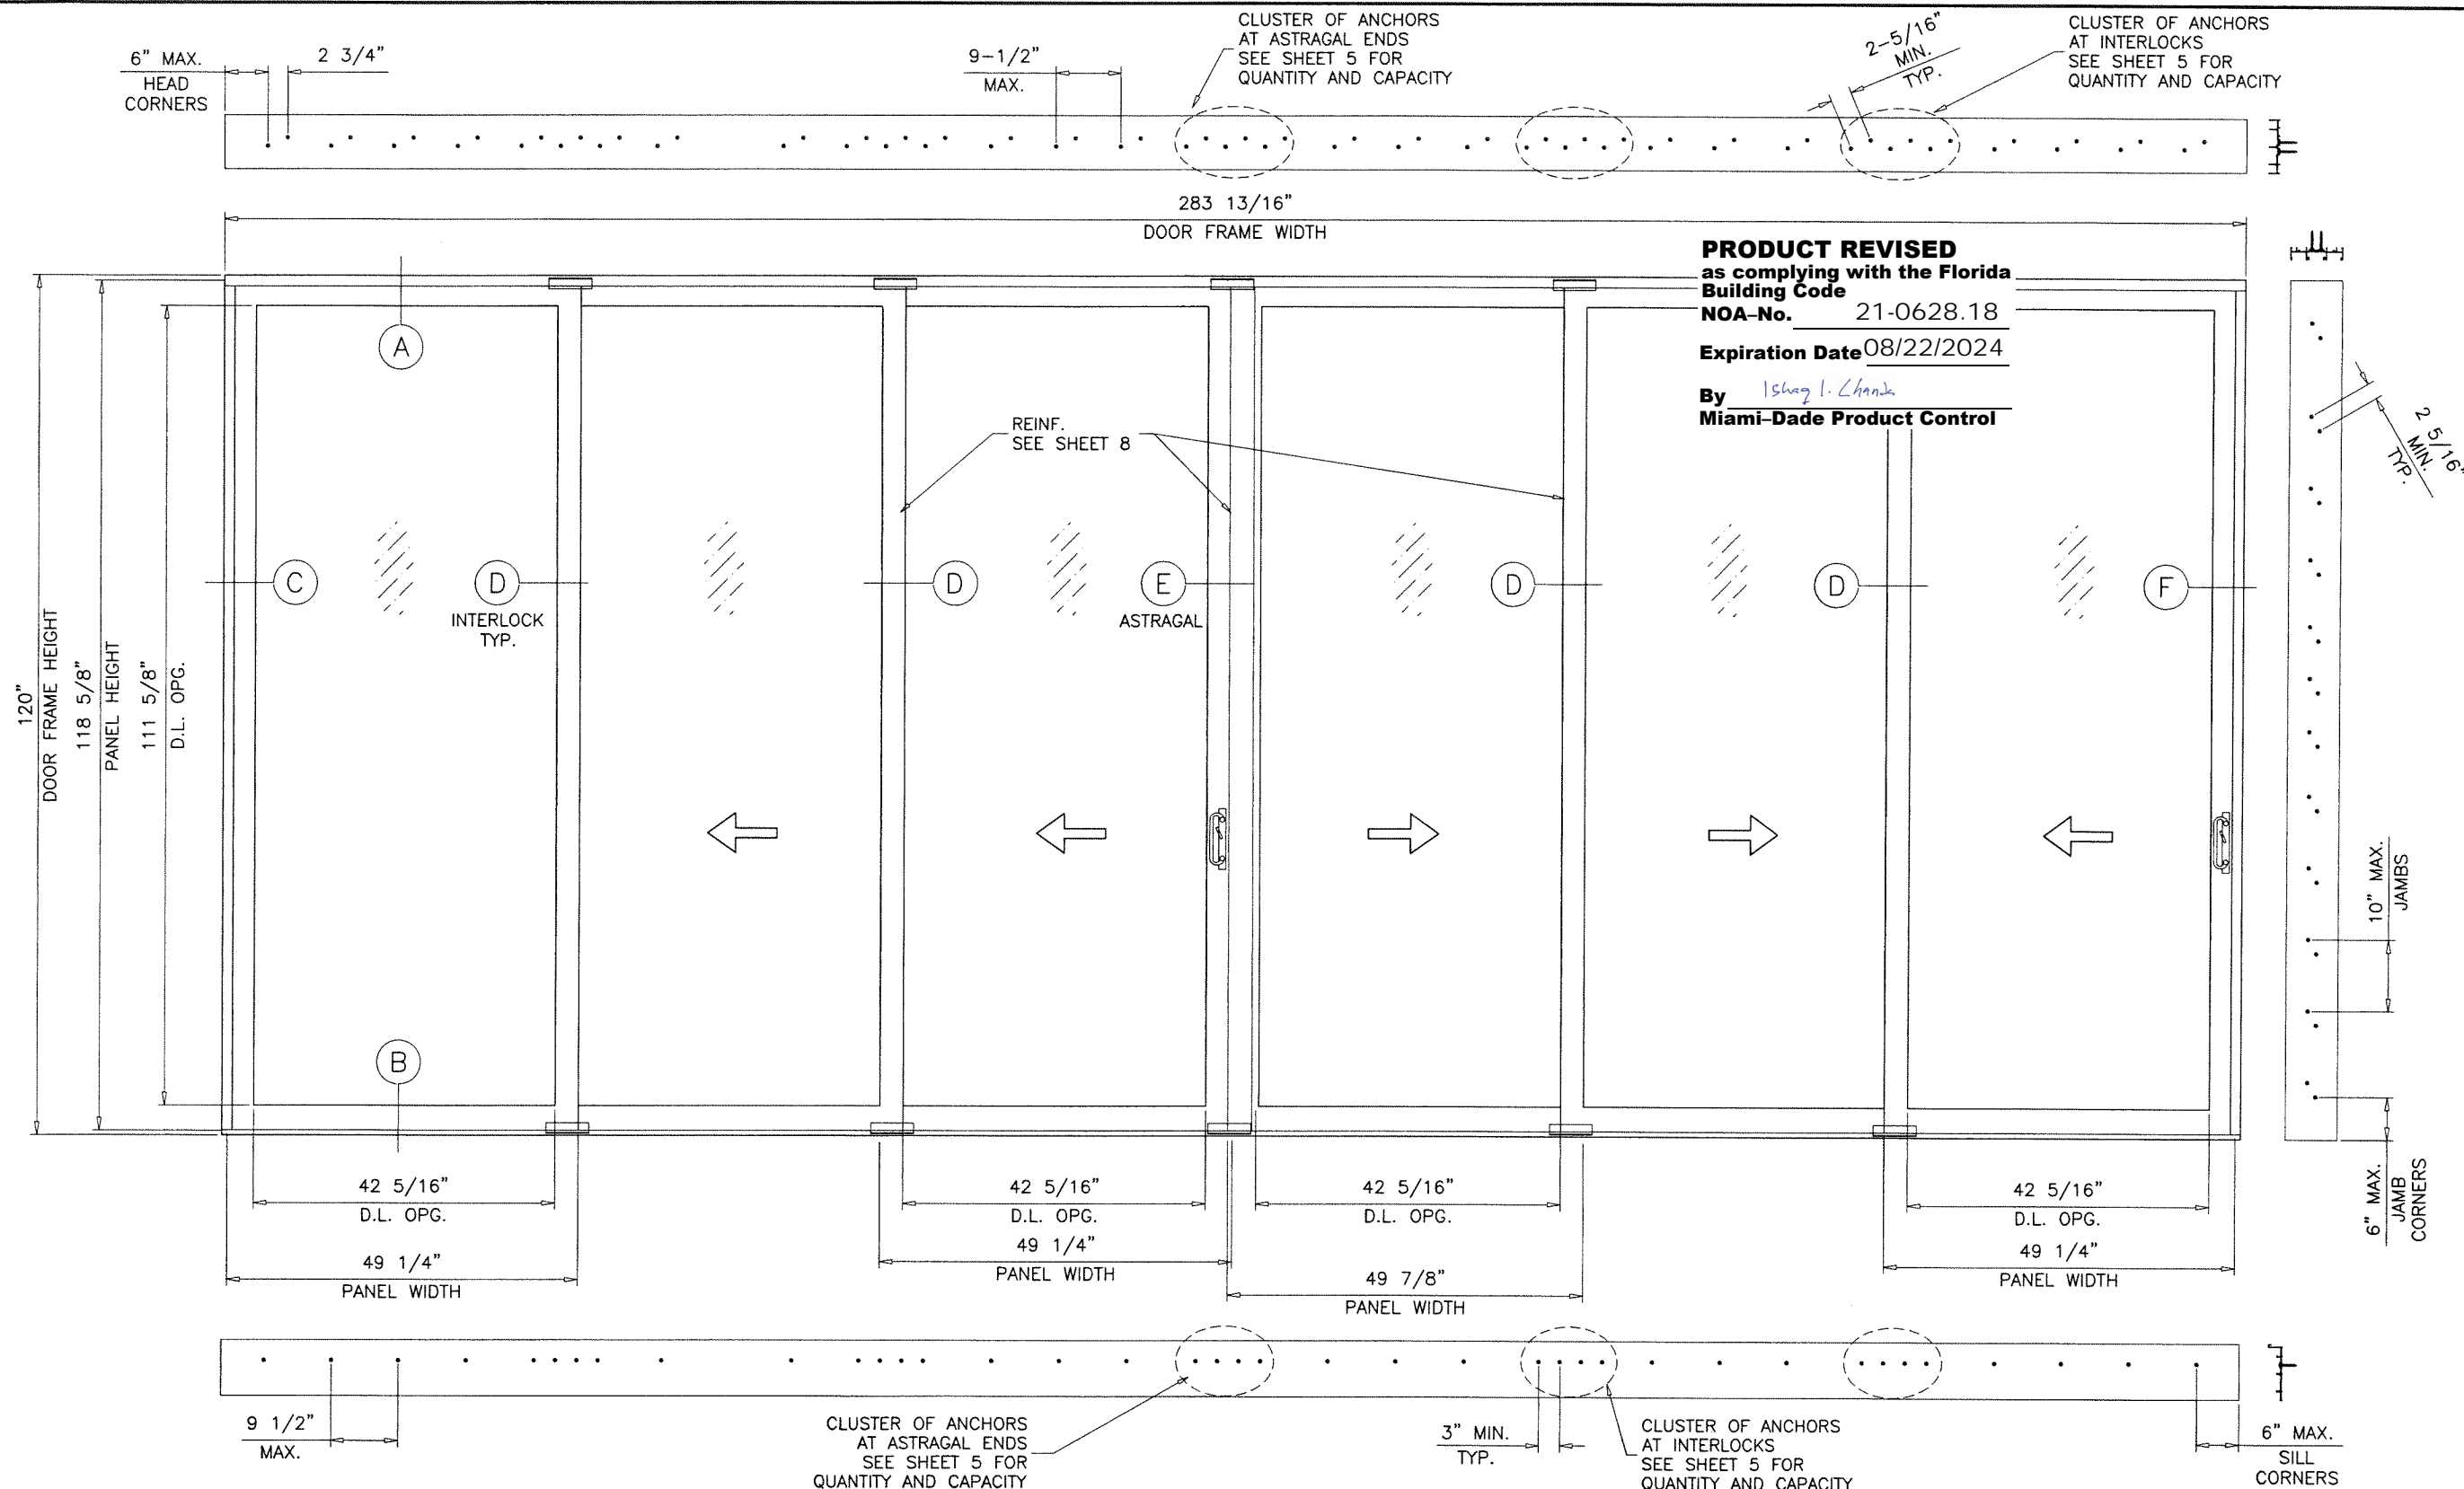 6" MAX.
HEAD
CORNERS
2 3/4"
9-1/2"
MAX.
CLUSTER OF ANCHORS
AT ASTRAGAL ENDS
SEE SHEET 5 FOR
QUANTITY AND CAPACITY
2-5/16"
MIN.
TYP.
CLUSTER OF ANCHORS
AT INTERLOCKS
SEE SHEET 5 FOR
QUANTITY AND CAPACITY
283 13/16"
DOOR FRAME WIDTH
PRODUCT REVISED
as complying with the Florida
Building Code
NOA–No. 21-0628.18
Expiration Date 08/22/2024
By Ishaq I. Chanda
Miami–Dade Product Control
A
REINF.
SEE SHEET 8
2 5/16"
MIN.
TYP.
C
D
INTERLOCK
TYP.
D
E
ASTRAGAL
D
D
F
120"
DOOR FRAME HEIGHT
118 5/8"
PANEL HEIGHT
111 5/8"
D.L. OPG.
10" MAX.
JAMBS
B
6" MAX.
JAMB
CORNERS
42 5/16"
D.L. OPG.
42 5/16"
D.L. OPG.
42 5/16"
D.L. OPG.
42 5/16"
D.L. OPG.
49 1/4"
PANEL WIDTH
49 1/4"
PANEL WIDTH
49 7/8"
PANEL WIDTH
49 1/4"
PANEL WIDTH
9 1/2"
MAX.
CLUSTER OF ANCHORS
AT ASTRAGAL ENDS
SEE SHEET 5 FOR
QUANTITY AND CAPACITY
3" MIN.
TYP.
CLUSTER OF ANCHORS
AT INTERLOCKS
SEE SHEET 5 FOR
QUANTITY AND CAPACITY
6" MAX.
SILL
CORNERS